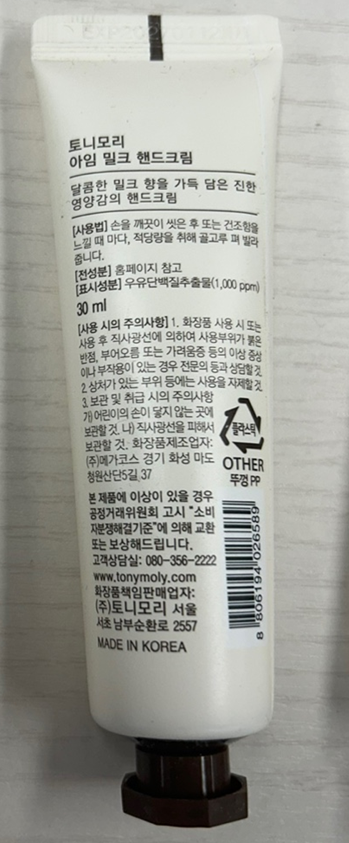 토니모리
아임 밀크 핸드크림
달콤한 밀크 향을 가득 담은 진한
영양감의 핸드크림
[사용법] 손을 깨끗이 씻은 후 또는 건조함을
느낄 때 마다, 적당량을 취해 골고루 펴 발라
줍니다.
[전성분] 홈페이지 참고
[표시성분] 우유단백질추출물(1,000 ppm)
30 ml
[사용 시의 주의사항] 1. 화장품 사용 시 또는
사용 후 직사광선에 의하여 사용부위가 붉은
반점, 부어오름 또는 가려움증 등의 이상 증상
이나 부작용이 있는 경우 전문의 등과 상담할 것.
2. 상처가 있는 부위 등에는 사용을 자제할 것.
3. 보관 및 취급 시의 주의사항
가) 어린이의 손이 닿지 않는 곳에
보관할 것. 나) 직사광선을 피해서
보관할 것. 화장품제조업자:
(주)메가코스 경기 화성 마도
청원산단5길 37
플라스틱
OTHER
뚜껑 PP
본 제품에 이상이 있을 경우
공정거래위원회 고시 "소비
자분쟁해결기준"에 의해 교환
또는 보상해드립니다.
고객상담실: 080-356-2222
www.tonymoly.com
화장품책임판매업자:
(주)토니모리 서울
서초 남부순환로 2557
MADE IN KOREA
8 806194 026589